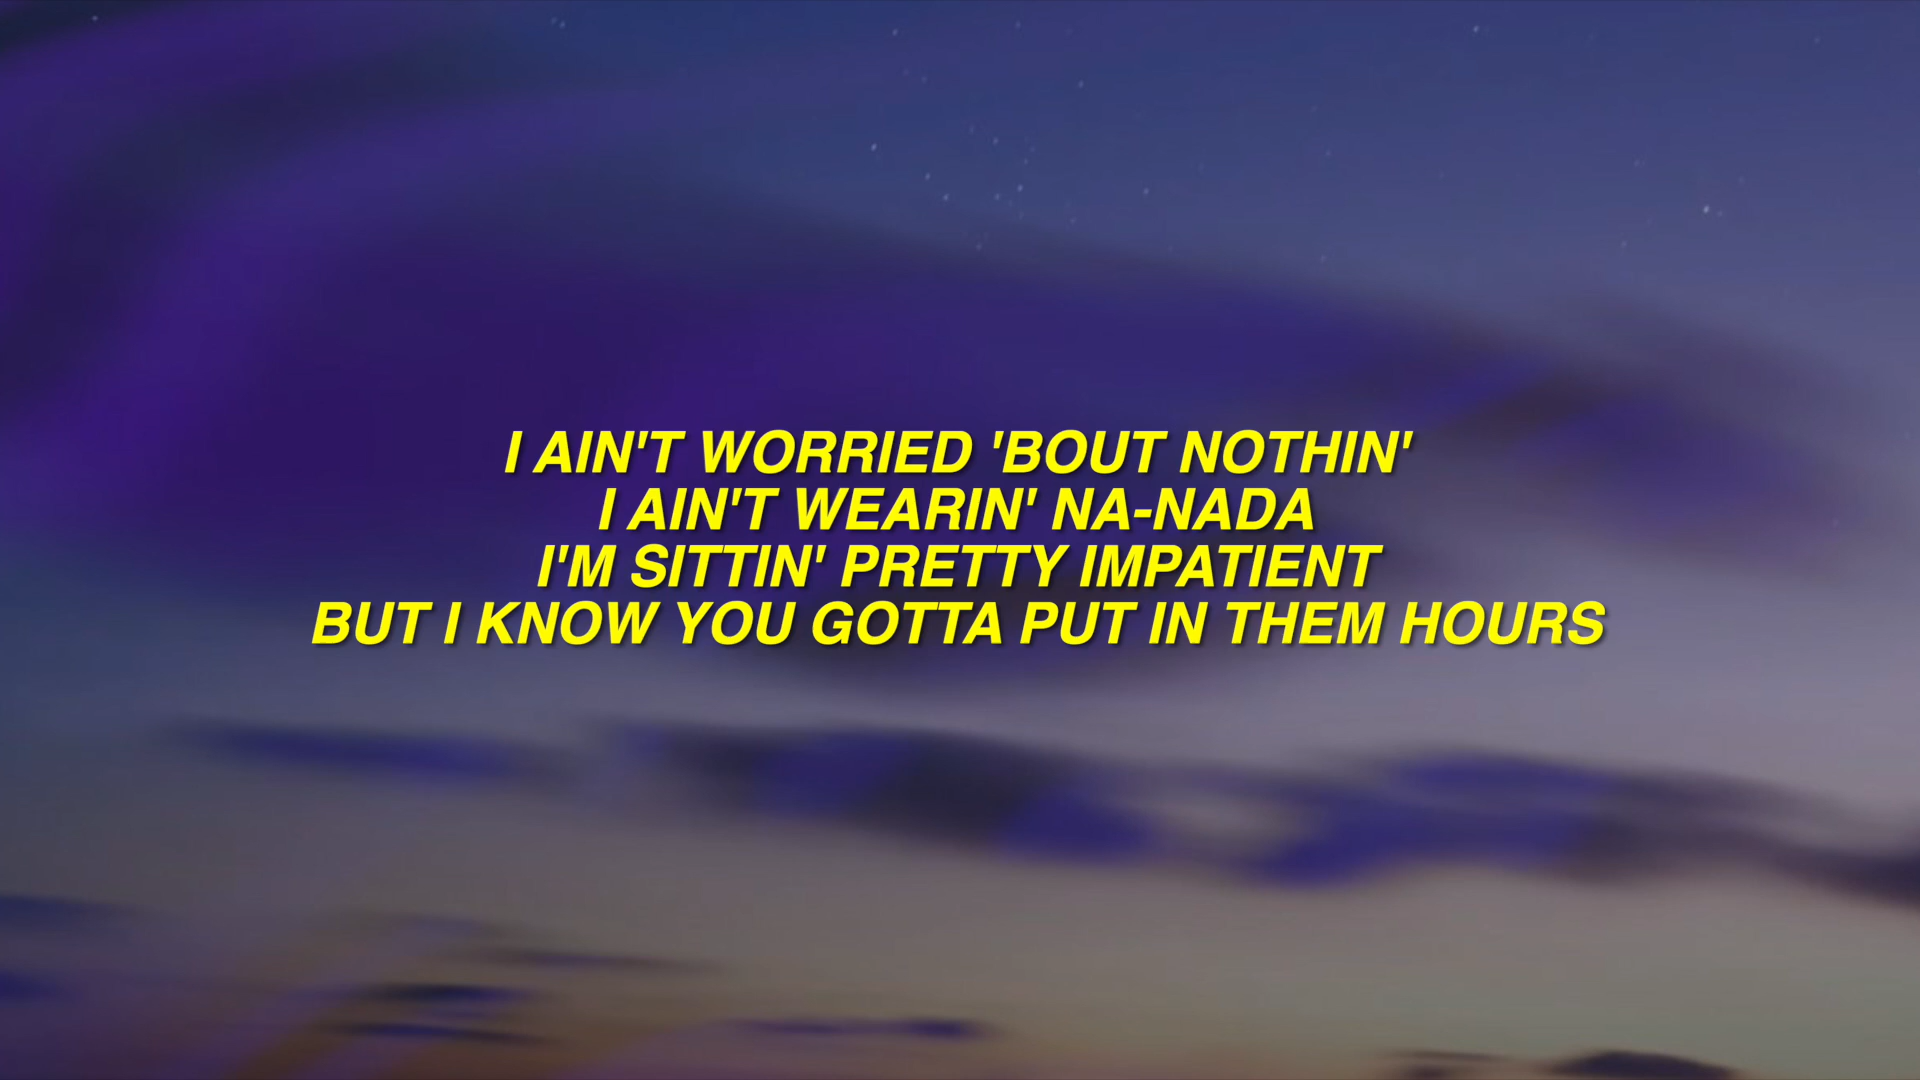 I AIN'T WORRIED 'BOUT NOTHIN'
I AIN'T WEARIN' NA-NADA
I'M SITTIN' PRETTY IMPATIENT
BUT I KNOW YOU GOTTA PUT IN THEM HOURS